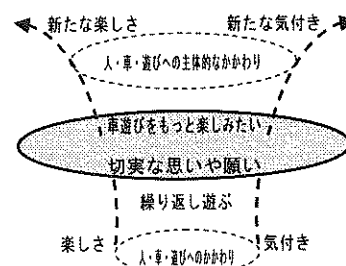 新たな楽しさ 新たな気付き
人・車・遊びへの主体的なかかわり
車遊びをもっと楽しみたい
切実な思いや願い
繰り返し遊ぶ
楽しさ 気付き
人・車・遊びへのかかわり